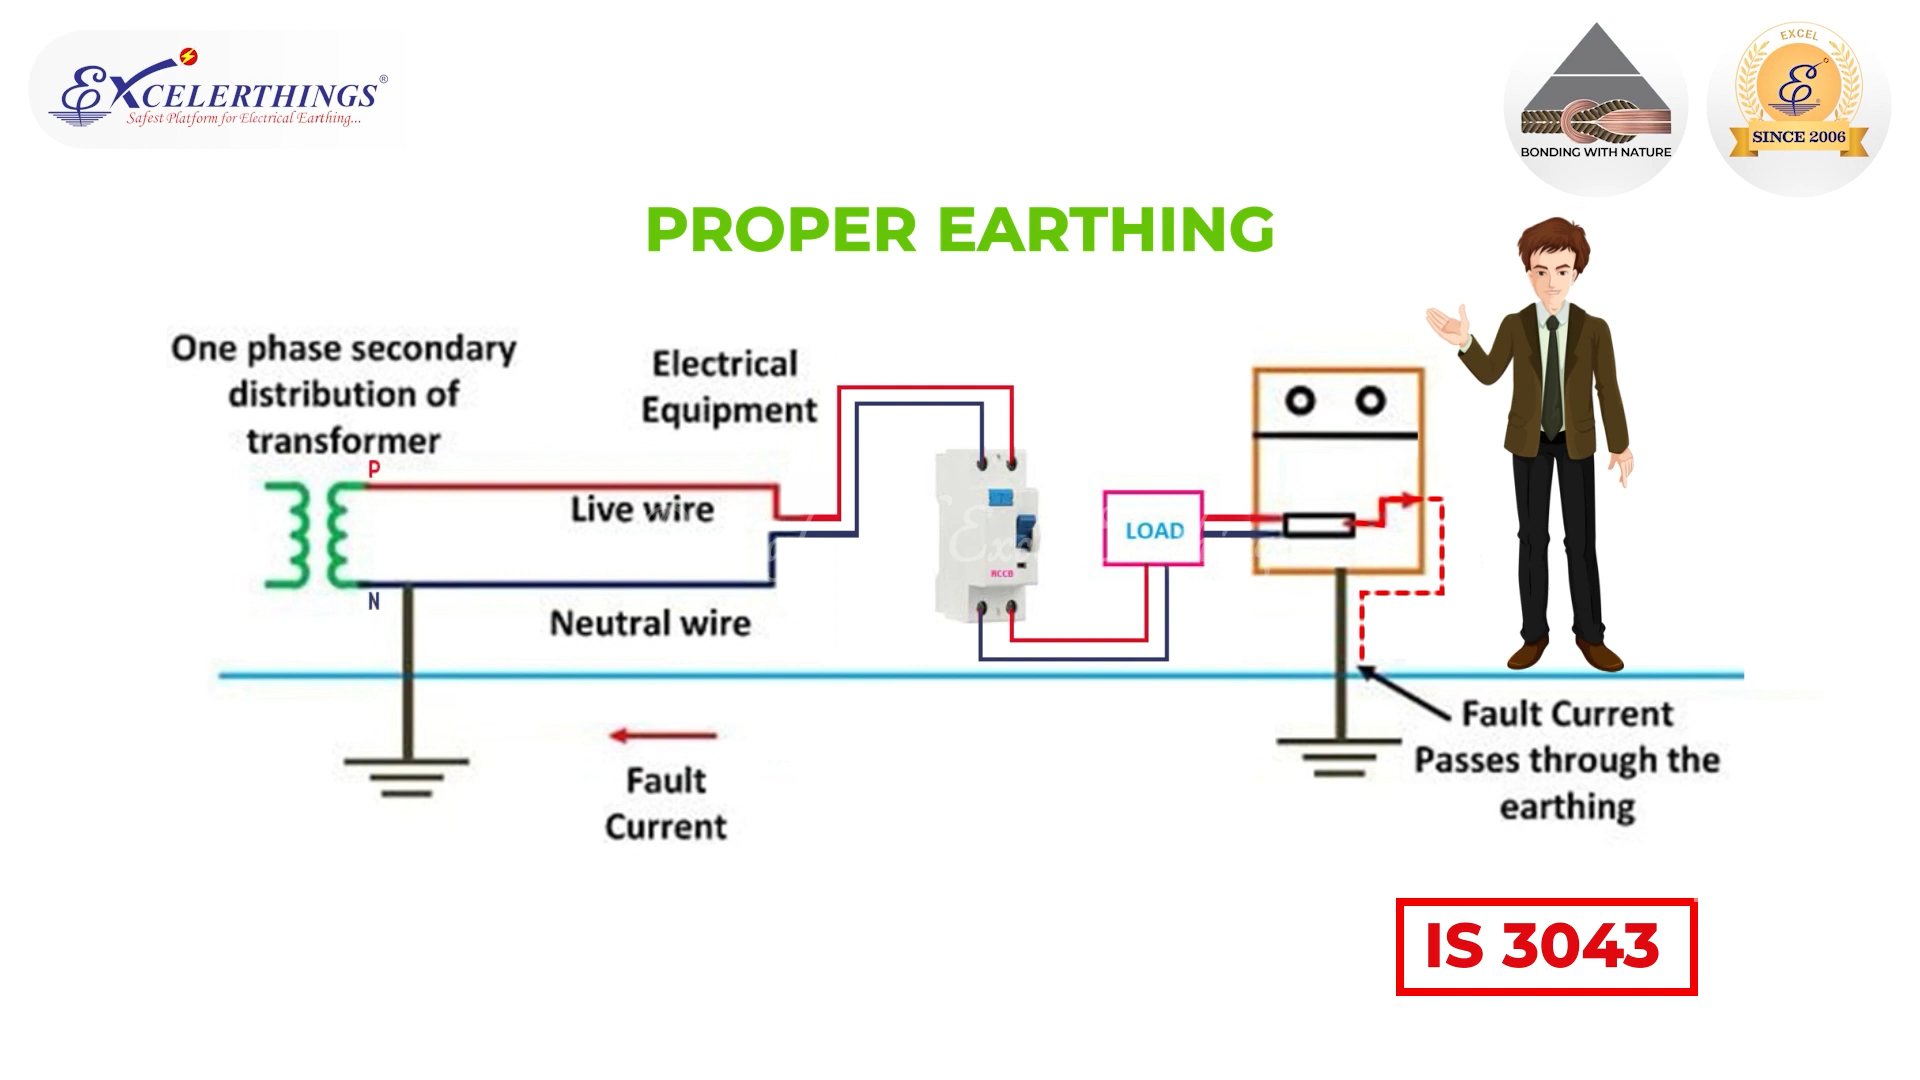 EXCELERTHINGS®
Safest Platform for Electrical Earthing...
BONDING WITH NATURE
EXCEL
SINCE 2006
PROPER EARTHING
One phase secondary
distribution of
transformer
Electrical
Equipment
P
Live wire
N
Neutral wire
RCCB
LOAD
Fault
Current
Fault Current
Passes through the
earthing
IS 3043